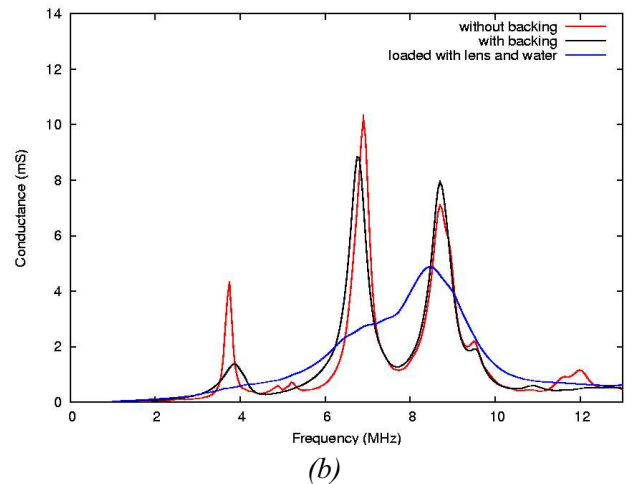 14
12
10
8
6
4
2
0
Conductance (mS)
without backing
with backing
loaded with lens and water
0 2 4 6 8 10 12
Frequency (MHz)
(b)